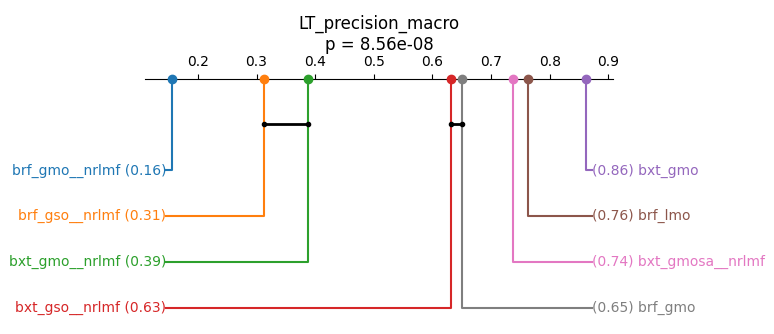 LT_precision_macro
p = 8.56e-08
0.2 0.3 0.4 0.5 0.6 0.7 0.8 0.9
brf_gmo__nrlmf (0.16) (0.86) bxt_gmo
brf_gso__nrlmf (0.31) (0.76) brf_lmo
bxt_gmo__nrlmf (0.39) (0.74) bxt_gmosa__nrlmf
bxt_gso__nrlmf (0.63) (0.65) brf_gmo